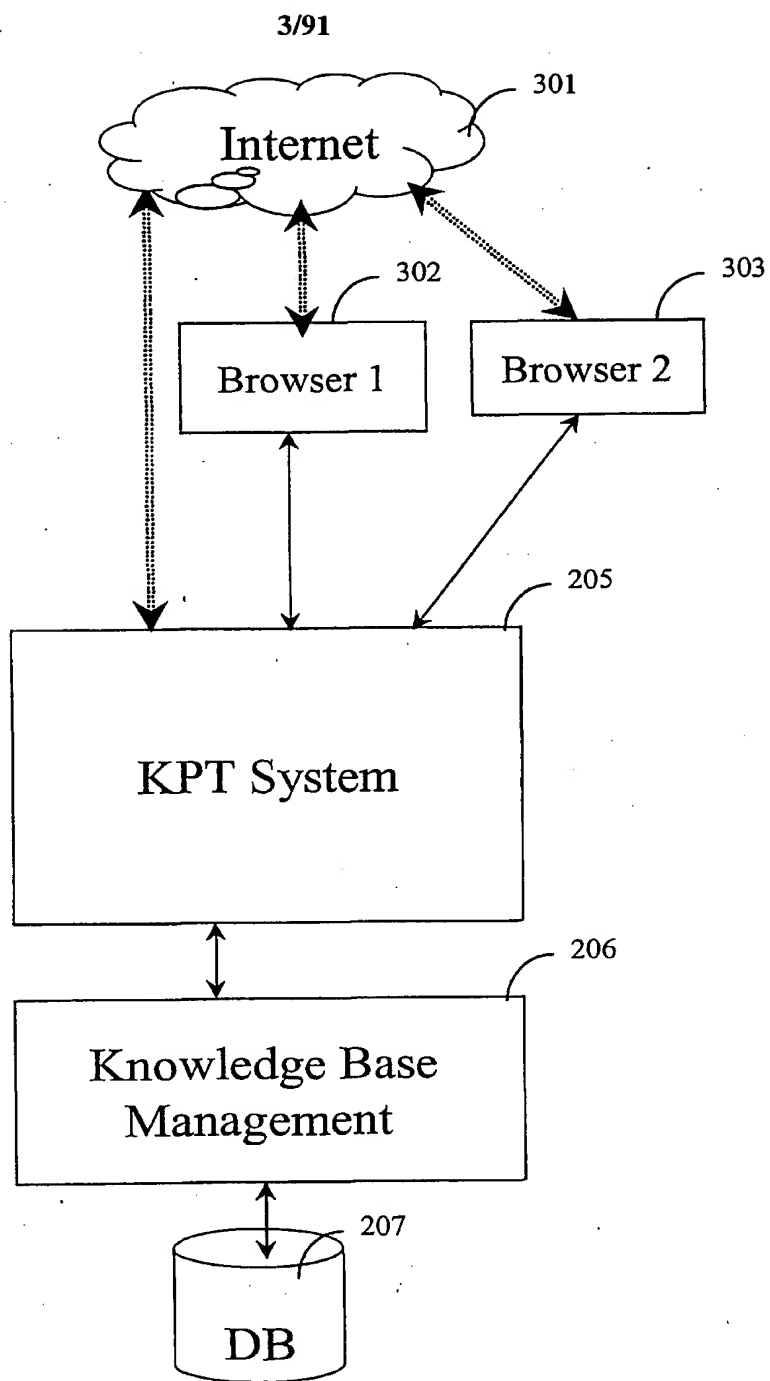 3/91
301
Internet
302
303
Browser 1
Browser 2
205
KPT System
206
Knowledge Base
Management
207
DB